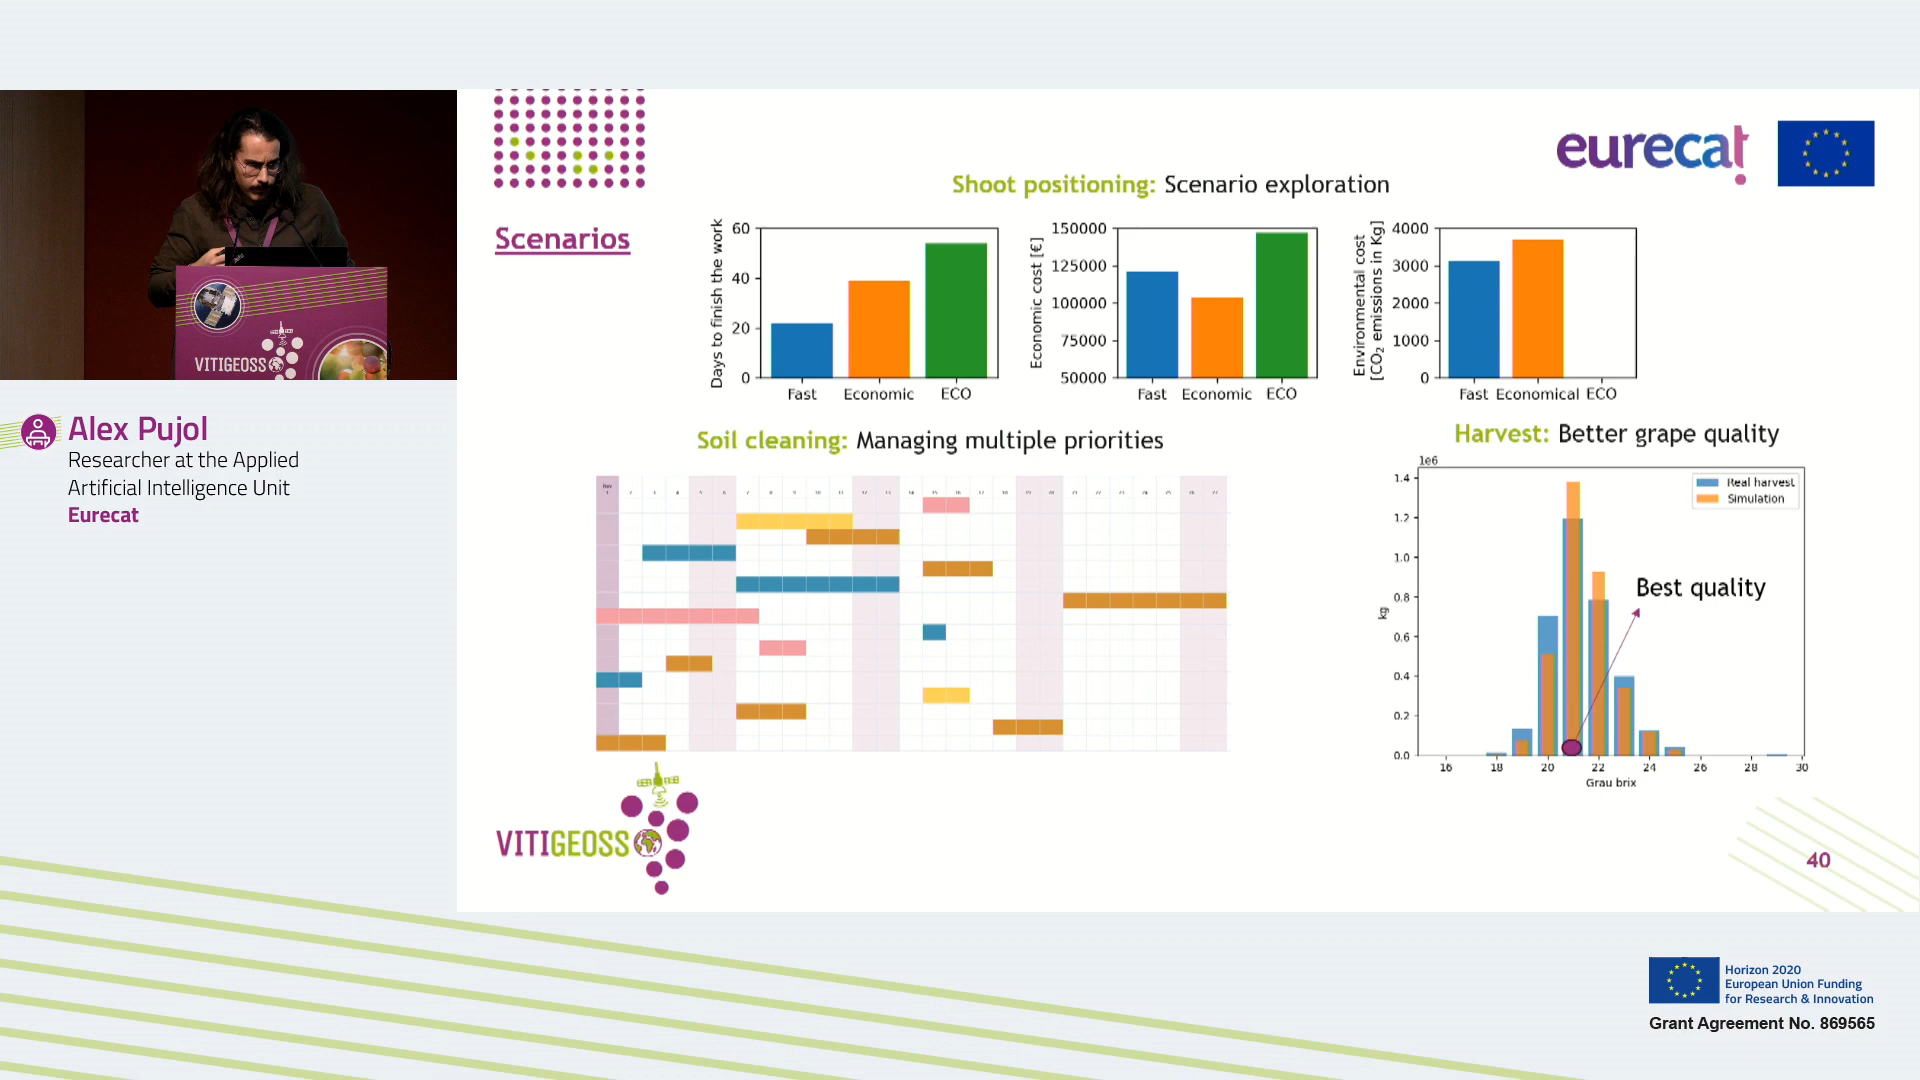 eurecat
Shoot positioning: Scenario exploration
Scenarios
Days to finish the work
60
40
20
0
Fast Economic ECO
Economic cost [€]
150000
125000
100000
75000
50000
Fast Economic ECO
Environmental cost
[CO2 emissions in Kg]
4000
3000
2000
1000
0
Fast Economical ECO
VITIGEOSS
Alex Pujol
Researcher at the Applied
Artificial Intelligence Unit
Eurecat
Soil cleaning: Managing multiple priorities
Nov
Harvest: Better grape quality
1e6
kg
1.4
1.2
1.0
0.8
0.6
0.4
0.2
0.0
Real harvest
Simulation
Best quality
16 18 20 22 24 26 28 30
Grau brix
VITIGEOSS
40
Horizon 2020
European Union Funding
for Research & Innovation
Grant Agreement No. 869565